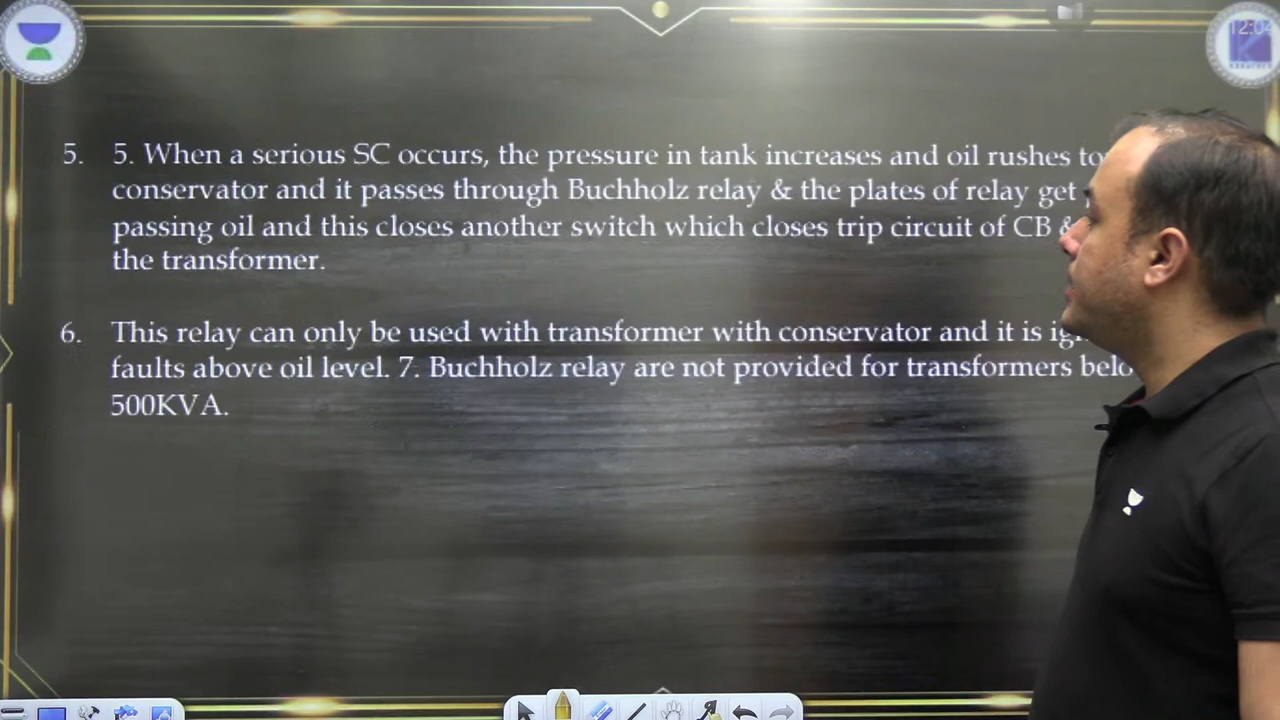 5. 5. When a serious SC occurs, the pressure in tank increases and oil rushes
conservator and it passes through Buchholz relay & the plates of relay get
passing oil and this closes another switch which closes trip circuit of CB &
the transformer.
6. This relay can only be used with transformer with conservator and it is
faults above oil level. 7. Buchholz relay are not provided for transformers
500KVA.
12:04